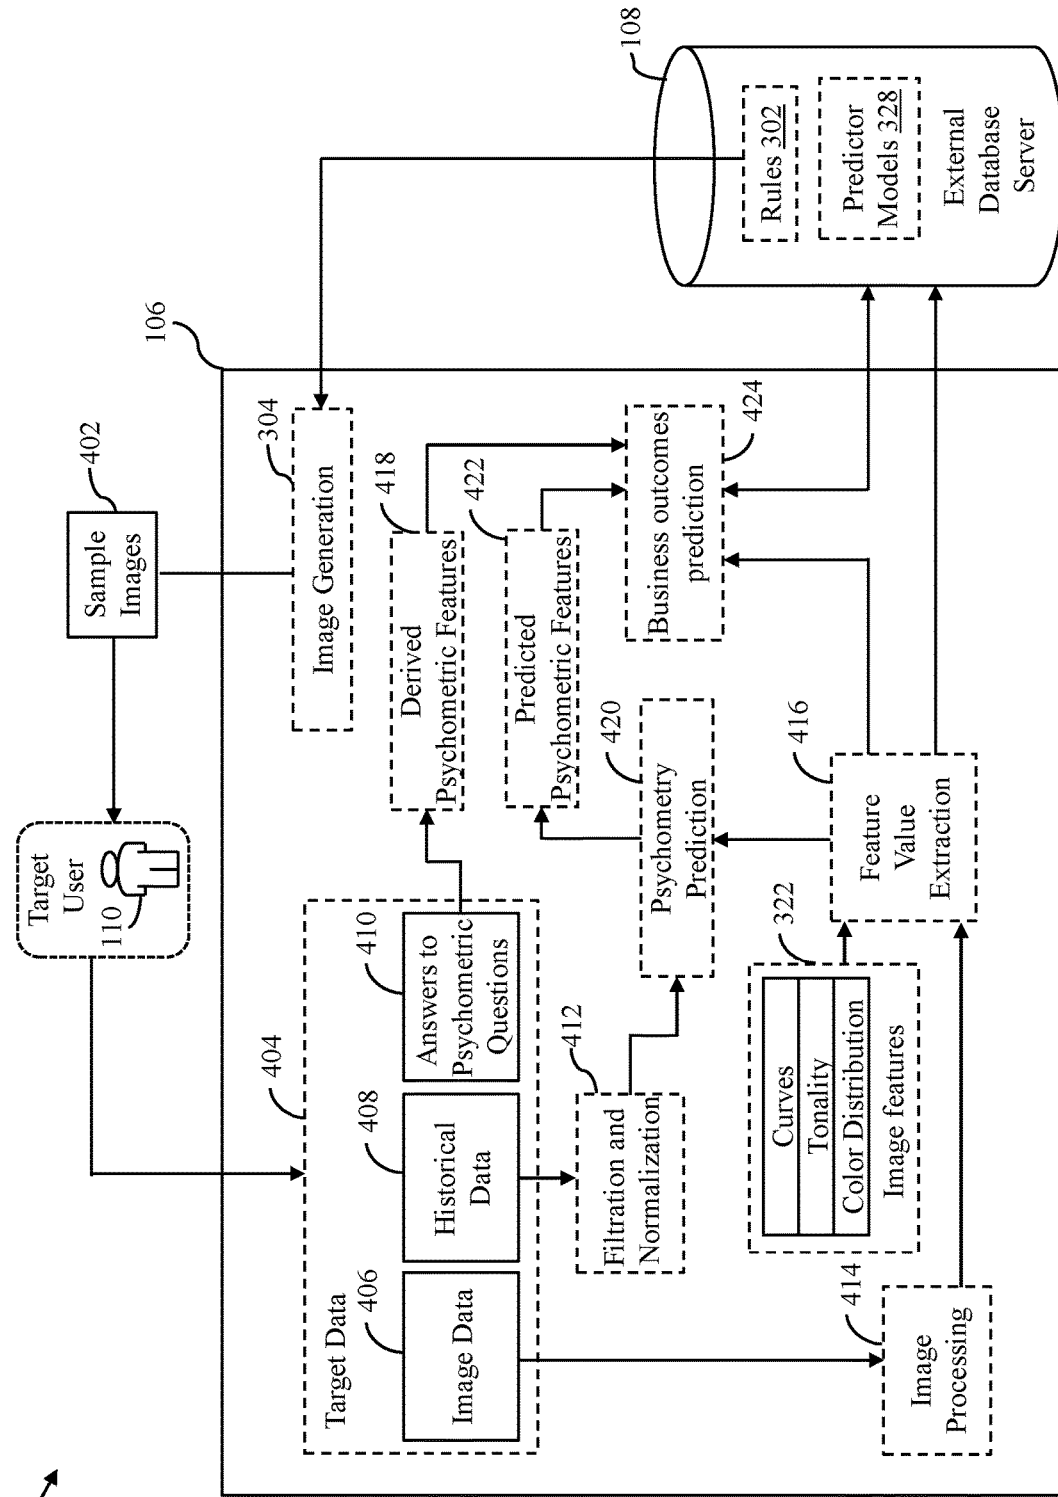 Target
User
110
Sample
Images
402
106
108
404
Target Data
406
Image Data
408
Historical
Data
410
Answers to
Psychometric
Questions
304
Image Generation
418
Derived
Psychometric Features
422
Predicted
Psychometric Features
412
Filtration and
Normalization
420
Psychometry
Prediction
424
Business outcomes
prediction
Rules 302
Predictor
Models 328
External
Database
Server
322
Curves
Tonality
Color Distribution
Image features
416
Feature
Value
Extraction
414
Image
Processing